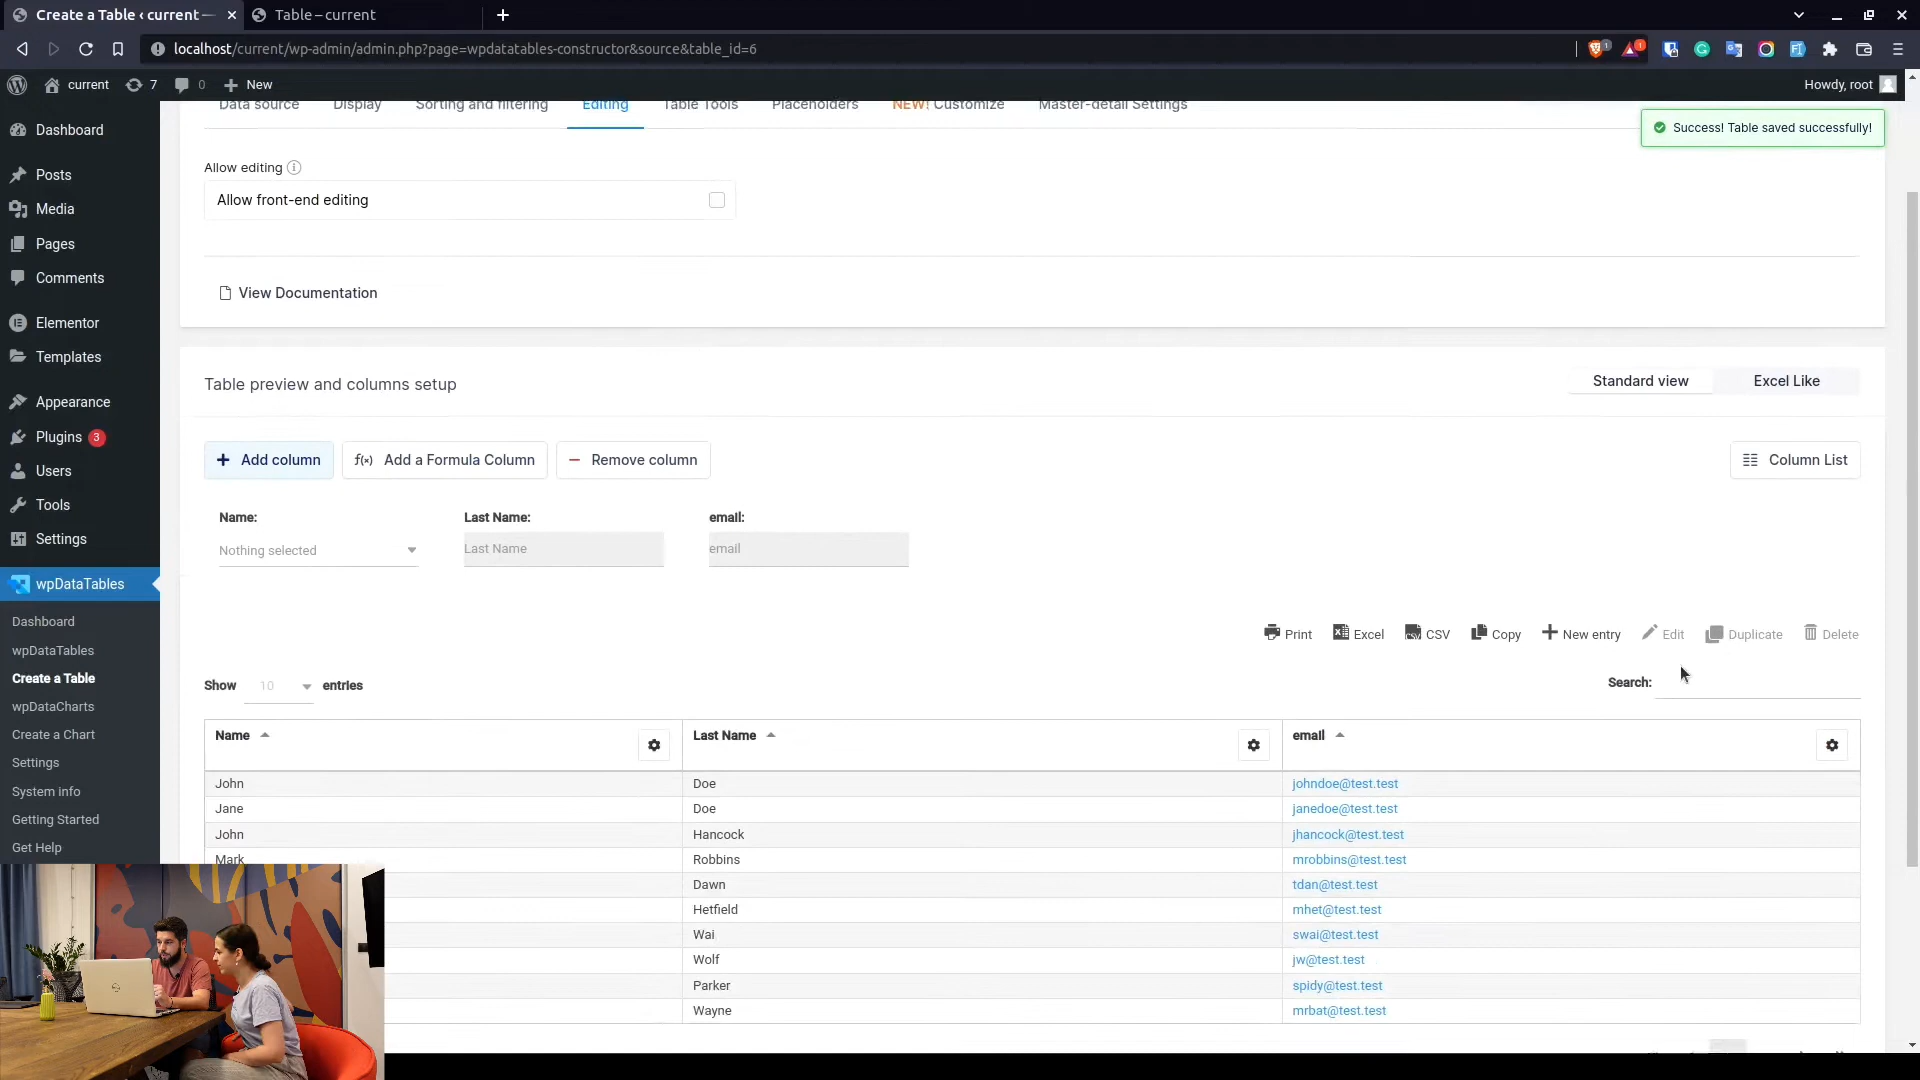 Create a Table ‹ current –
Table – current
localhost/current/wp-admin/admin.php?page=wpdatatables-constructor&source&table_id=6
1
1
current
7
0
New
Howdy, root
Dashboard
Posts
Media
Pages
Comments
Elementor
Templates
Appearance
Plugins 3
Users
Tools
Settings
wpDataTables
Dashboard
wpDataTables
Create a Table
wpDataCharts
Create a Chart
Settings
System info
Getting Started
Get Help
Data source
Display
Sorting and filtering
Editing
Table Tools
Placeholders
NEW! Customize
Master-detail Settings
Success! Table saved successfully!
Allow editing
Allow front-end editing
View Documentation
Table preview and columns setup
Standard view
Excel Like
Add column
f(x) Add a Formula Column
Remove column
Column List
Name:
Last Name:
email:
Nothing selected
Last Name
email
Print
Excel
CSV
Copy
New entry
Edit
Duplicate
Delete
Show 10 entries
Search:
Name Last Name email
John Doe johndoe@test.test
Jane Doe janedoe@test.test
John Hancock jhancock@test.test
Mark Robbins mrobbins@test.test
Dawn tdan@test.test
Hetfield mhet@test.test
Wai swai@test.test
Wolf jw@test.test
Parker spidy@test.test
Wayne mrbat@test.test